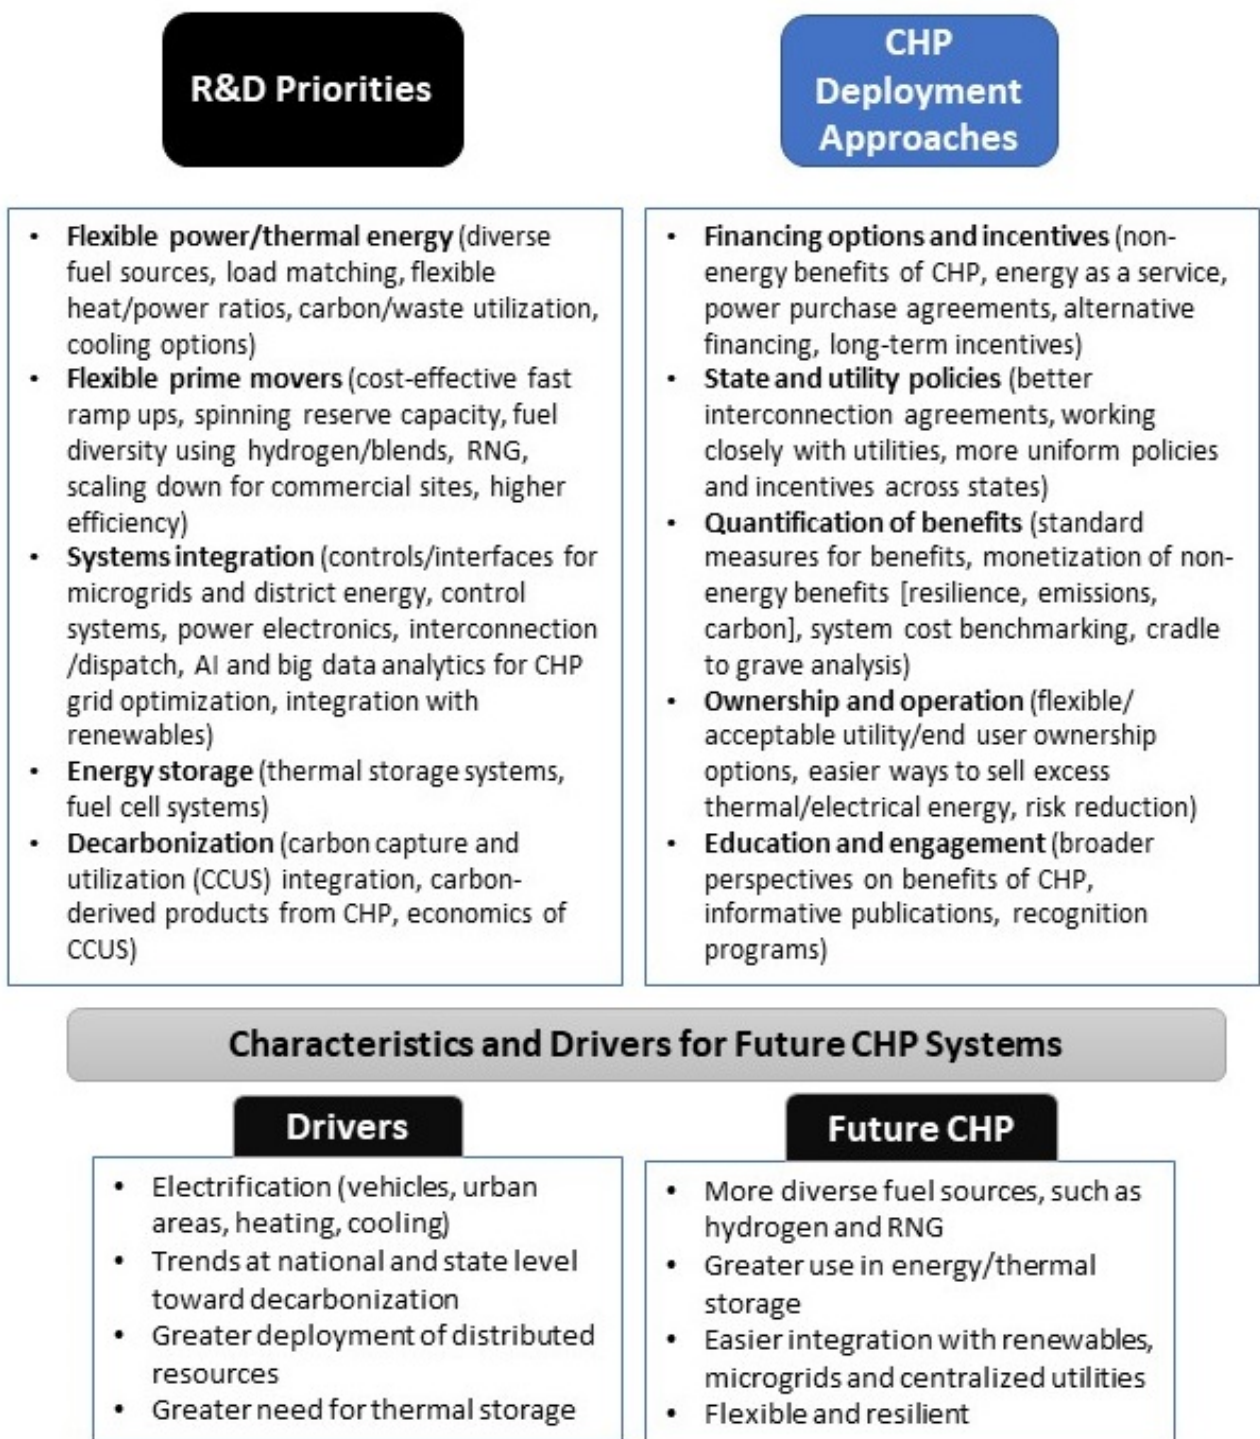 R&D Priorities
CHP
Deployment
Approaches
• Flexible power/thermal energy (diverse
fuel sources, load matching, flexible
heat/power ratios, carbon/waste utilization,
cooling options)
• Flexible prime movers (cost-effective fast
ramp ups, spinning reserve capacity, fuel
diversity using hydrogen/blends, RNG,
scaling down for commercial sites, higher
efficiency)
• Systems integration (controls/interfaces for
microgrids and district energy, control
systems, power electronics, interconnection
/dispatch, AI and big data analytics for CHP
grid optimization, integration with
renewables)
• Energy storage (thermal storage systems,
fuel cell systems)
• Decarbonization (carbon capture and
utilization (CCUS) integration, carbon-
derived products from CHP, economics of
CCUS)
• Financing options and incentives (non-
energy benefits of CHP, energy as a service,
power purchase agreements, alternative
financing, long-term incentives)
• State and utility policies (better
interconnection agreements, working
closely with utilities, more uniform policies
and incentives across states)
• Quantification of benefits (standard
measures for benefits, monetization of non-
energy benefits [resilience, emissions,
carbon], system cost benchmarking, cradle
to grave analysis)
• Ownership and operation (flexible/
acceptable utility/end user ownership
options, easier ways to sell excess
thermal/electrical energy, risk reduction)
• Education and engagement (broader
perspectives on benefits of CHP,
informative publications, recognition
programs)
Characteristics and Drivers for Future CHP Systems
Drivers
• Electrification (vehicles, urban
areas, heating, cooling)
• Trends at national and state level
toward decarbonization
• Greater deployment of distributed
resources
• Greater need for thermal storage
Future CHP
• More diverse fuel sources, such as
hydrogen and RNG
• Greater use in energy/thermal
storage
• Easier integration with renewables,
microgrids and centralized utilities
• Flexible and resilient